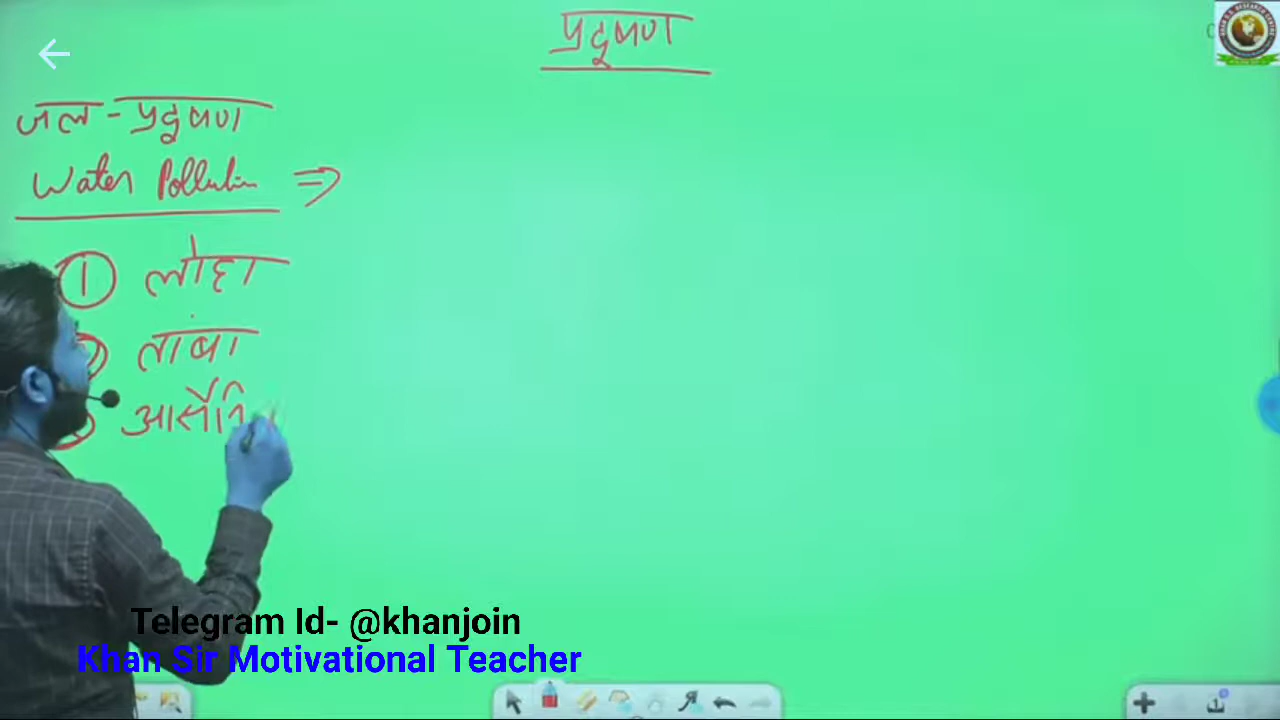 प्रदूषण
जल-प्रदूषण
Water Pollution ⇒
① लोहा
तांबा
आर्सेनि
Telegram Id- @khanjoin
Khan Sir Motivational Teacher